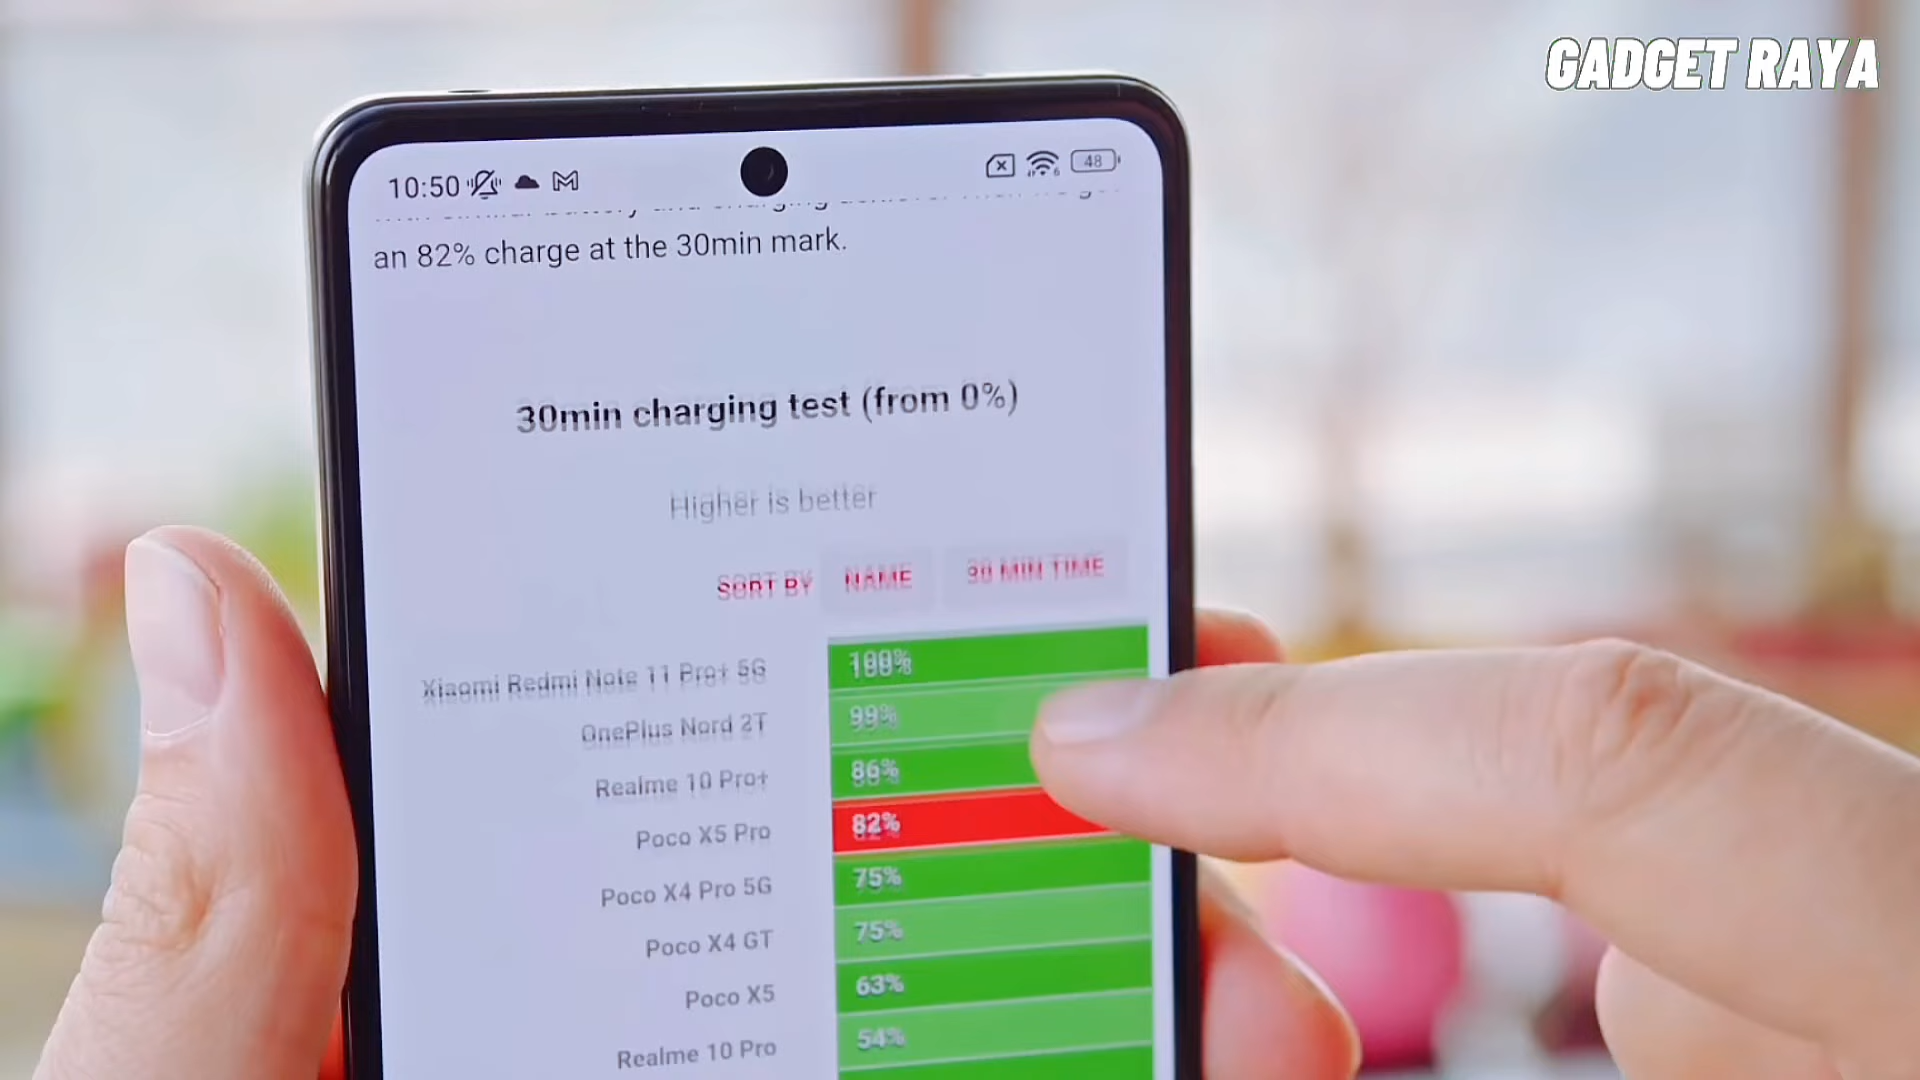 GADGET RAYA
10:50
48
an 82% charge at the 30min mark.
30min charging test (from 0%)
Higher is better
SORT BY NAME 30 MIN TIME
Xiaomi Redmi Note 11 Pro+ 5G 100%
OnePlus Nord 2T 99%
Realme 10 Pro+ 86%
Poco X5 Pro 82%
Poco X4 Pro 5G 75%
Poco X4 GT 75%
Poco X5 63%
Realme 10 Pro 54%